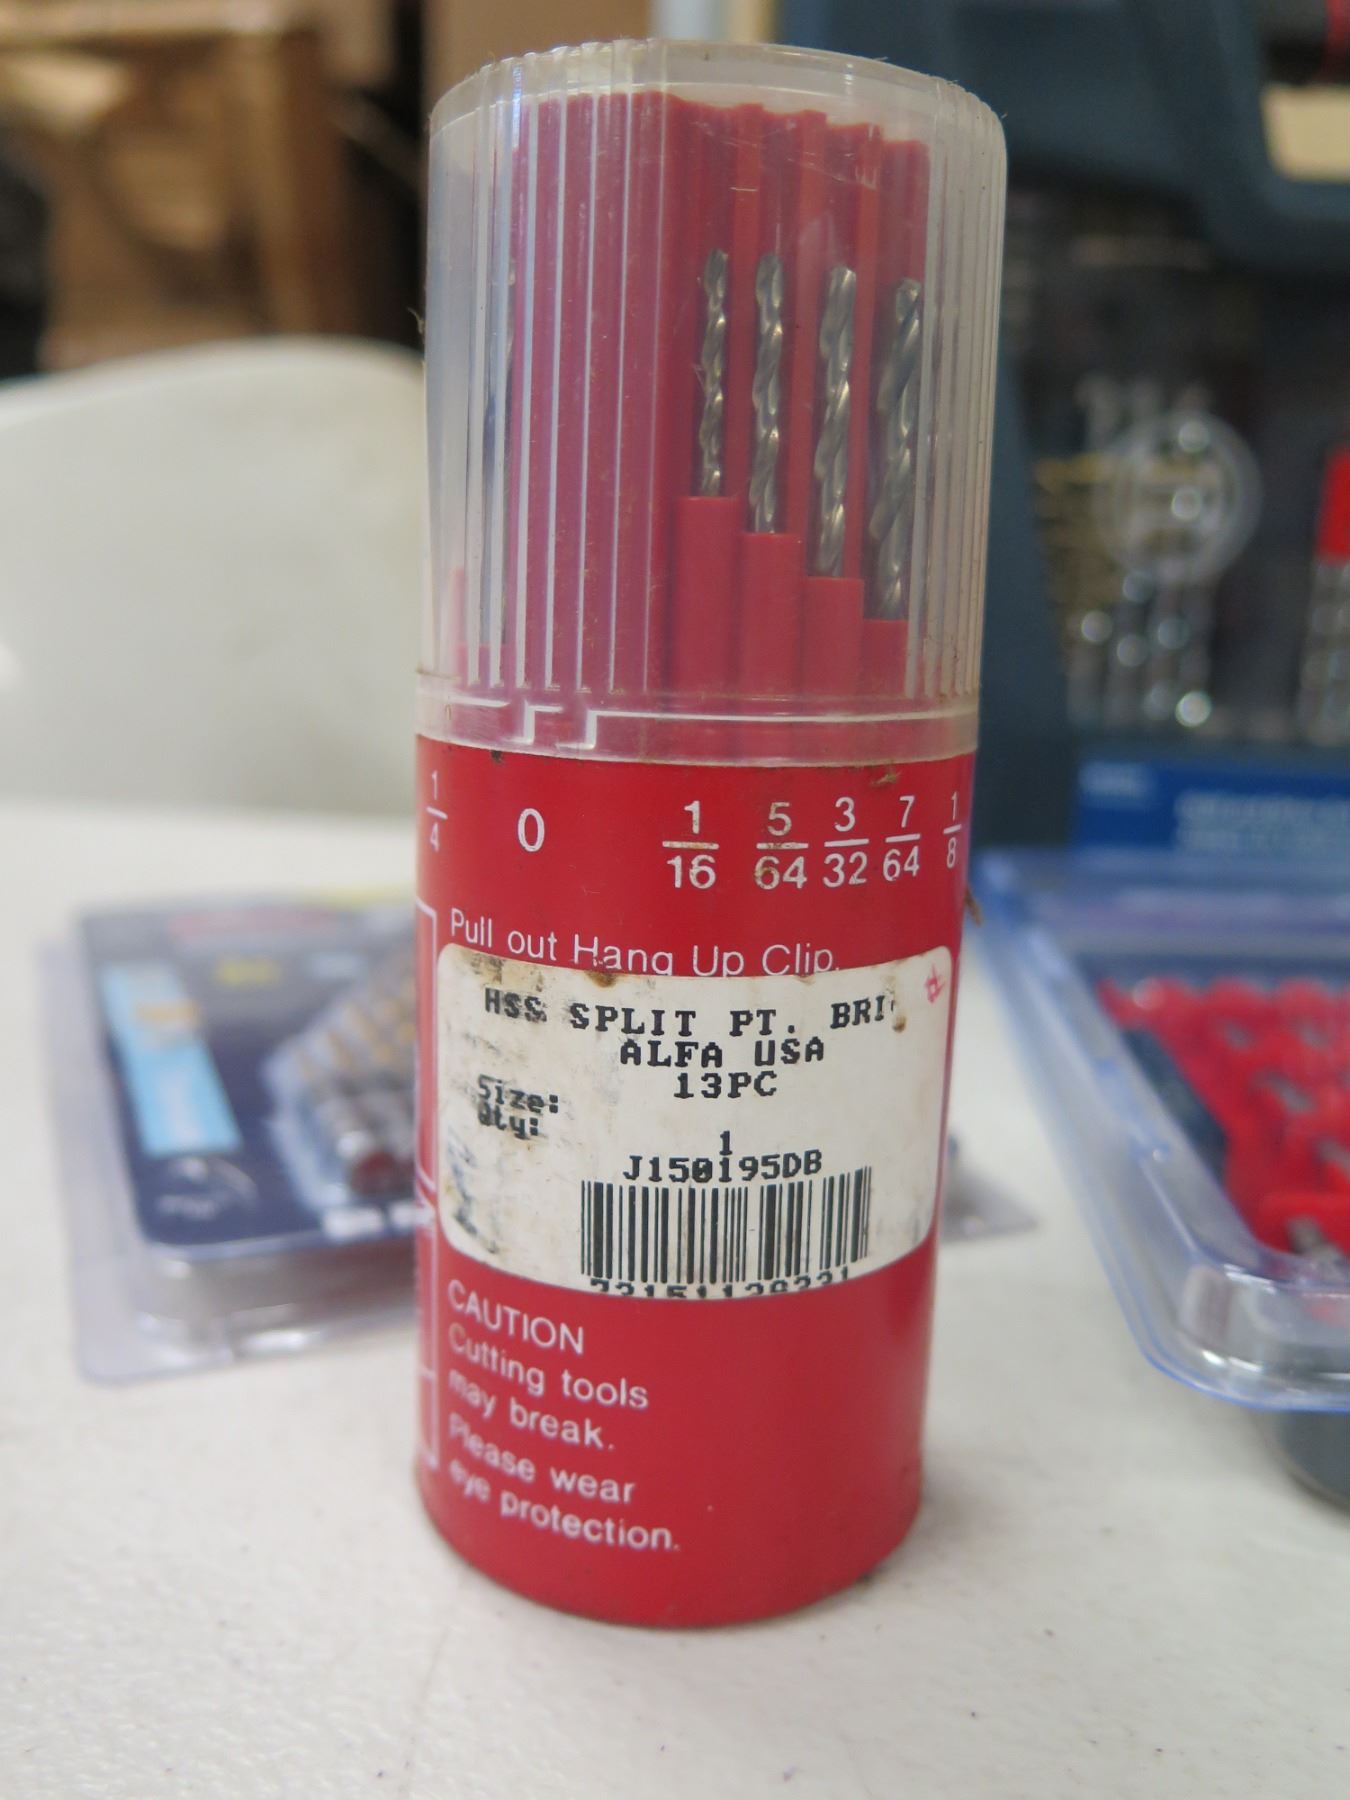 1/4 0 1/16 5/64 3/32 7/64 1/8
Pull out Hang Up Clip.
HSS SPLIT PT. BRI
ALFA USA
13PC
Size:
Qty:
1
J150195DB
CAUTION
Cutting tools
may break.
Please wear
eye protection.